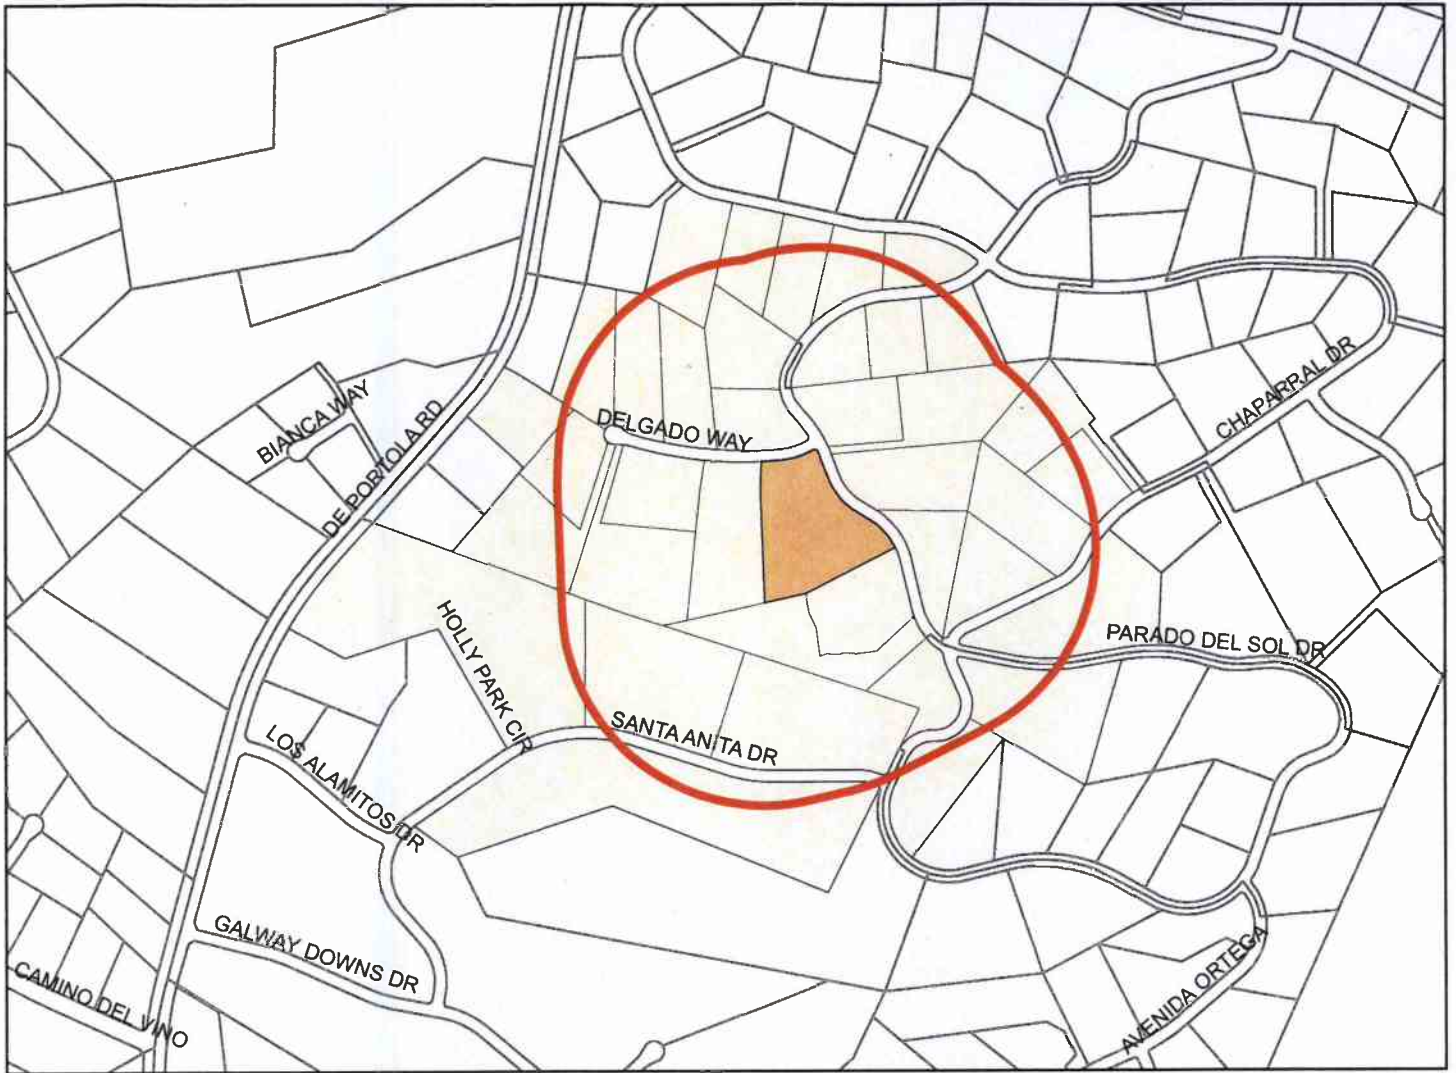 CHAPARRAL DR
BIANCA WAY
DE PORTOLA RD
DELGADO WAY
HOLLY PARK CIR
PARADO DEL SOL DR
SANTA ANITA DR
LOS ALAMITOS DR
GALWAY DOWNS DR
CAMINO DEL VINO
AVENIDA ORTEGA